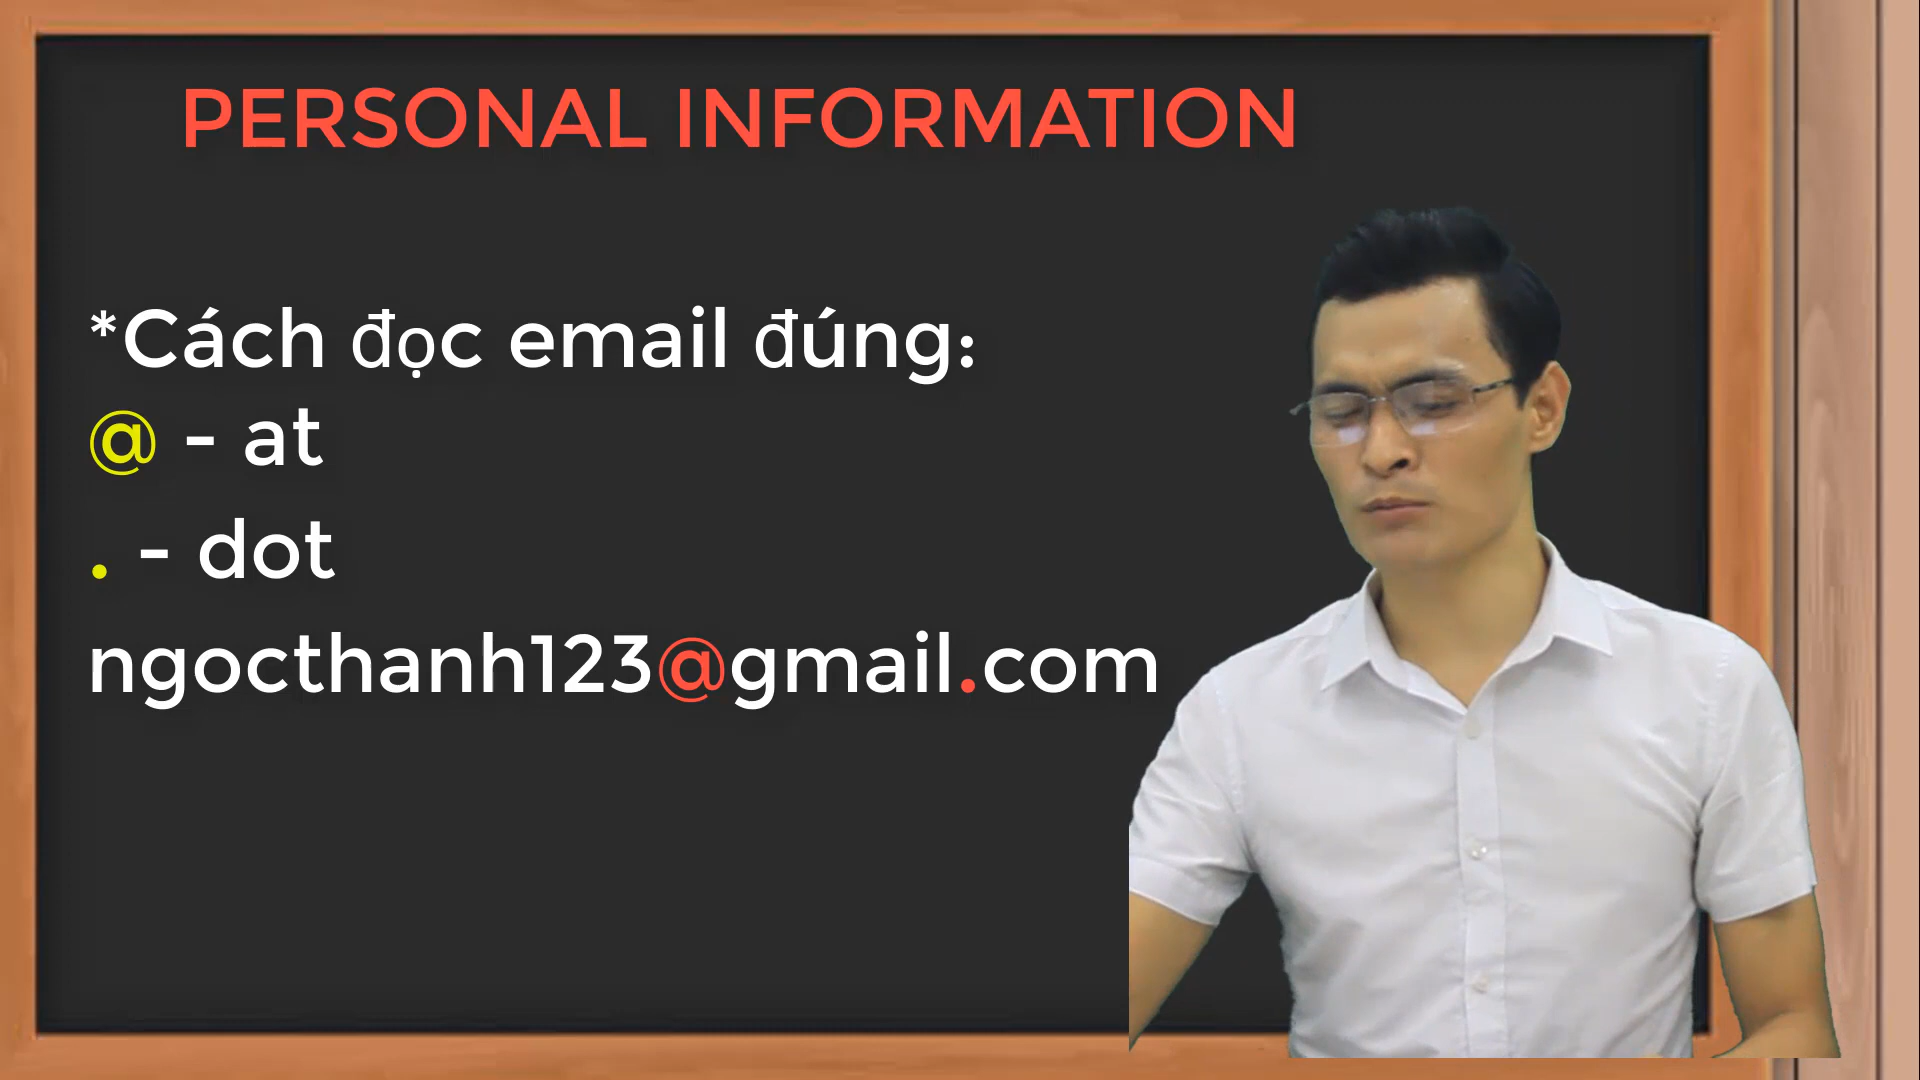 PERSONAL INFORMATION
*Cách đọc email đúng:
@ - at
. - dot
ngocthanh123@gmail.com